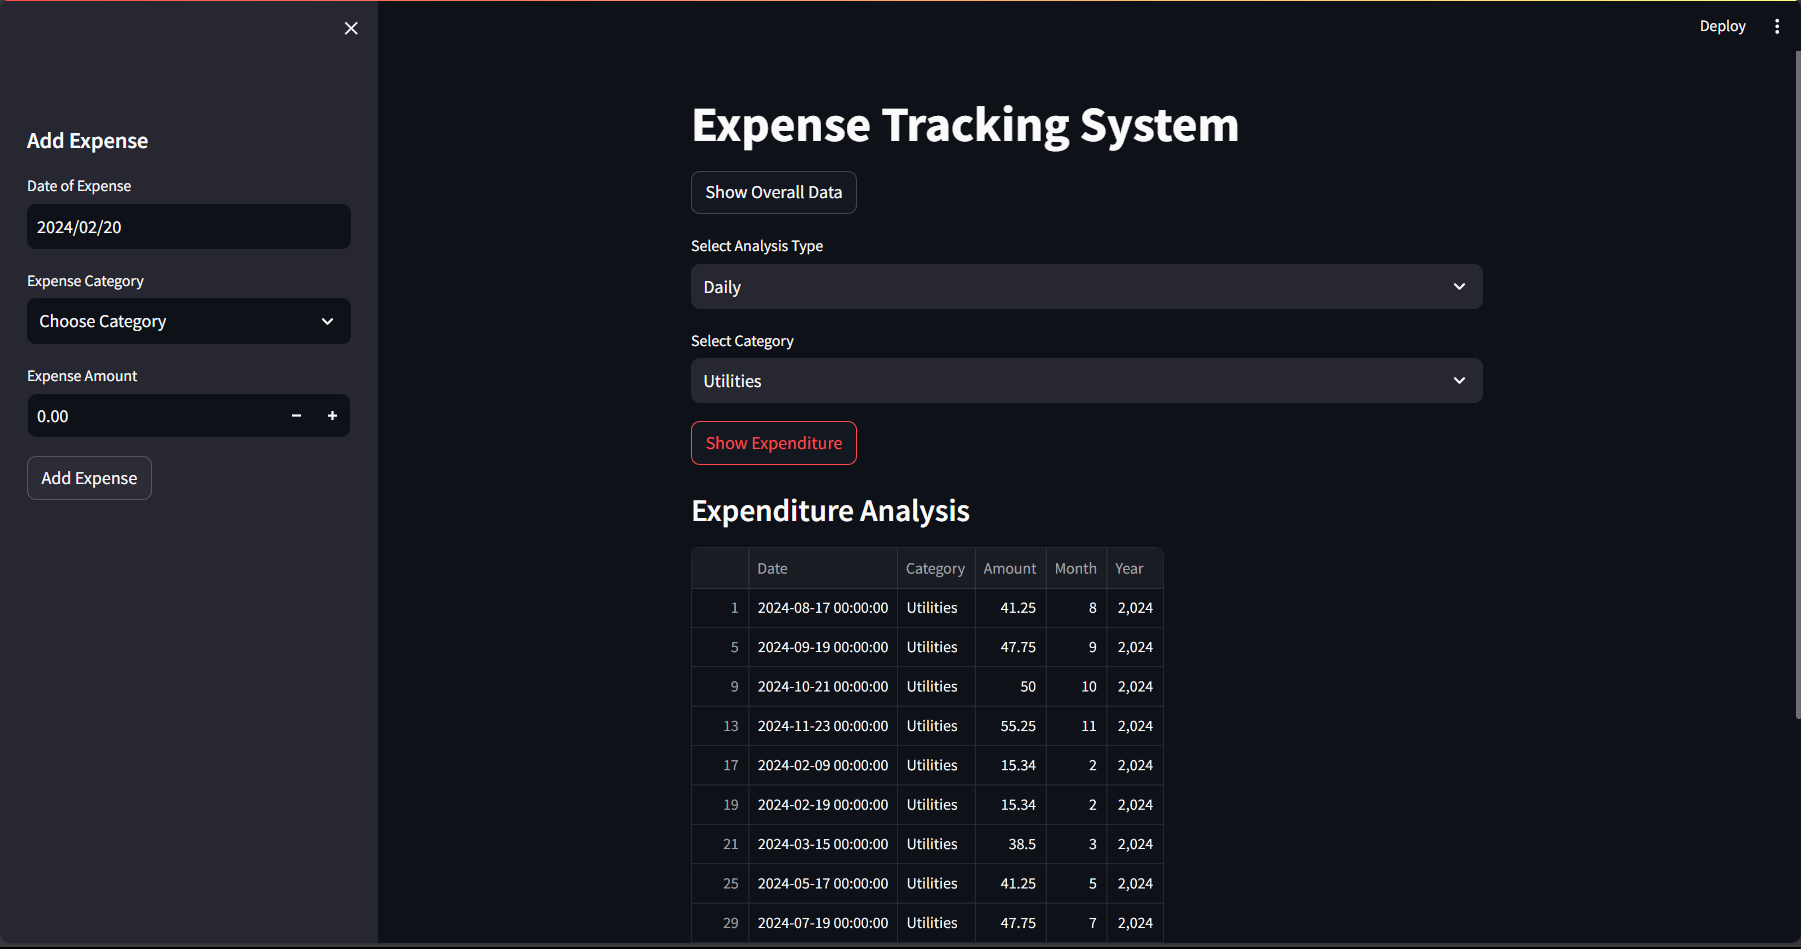 Deploy
Add Expense
Date of Expense
2024/02/20
Expense Category
Choose Category
Expense Amount
0.00
Add Expense
Expense Tracking System
Show Overall Data
Select Analysis Type
Daily
Select Category
Utilities
Show Expenditure
Expenditure Analysis
Date Category Amount Month Year
1 2024-08-17 00:00:00 Utilities 41.25 8 2,024
5 2024-09-19 00:00:00 Utilities 47.75 9 2,024
9 2024-10-21 00:00:00 Utilities 50 10 2,024
13 2024-11-23 00:00:00 Utilities 55.25 11 2,024
17 2024-02-09 00:00:00 Utilities 15.34 2 2,024
19 2024-02-19 00:00:00 Utilities 15.34 2 2,024
21 2024-03-15 00:00:00 Utilities 38.5 3 2,024
25 2024-05-17 00:00:00 Utilities 41.25 5 2,024
29 2024-07-19 00:00:00 Utilities 47.75 7 2,024